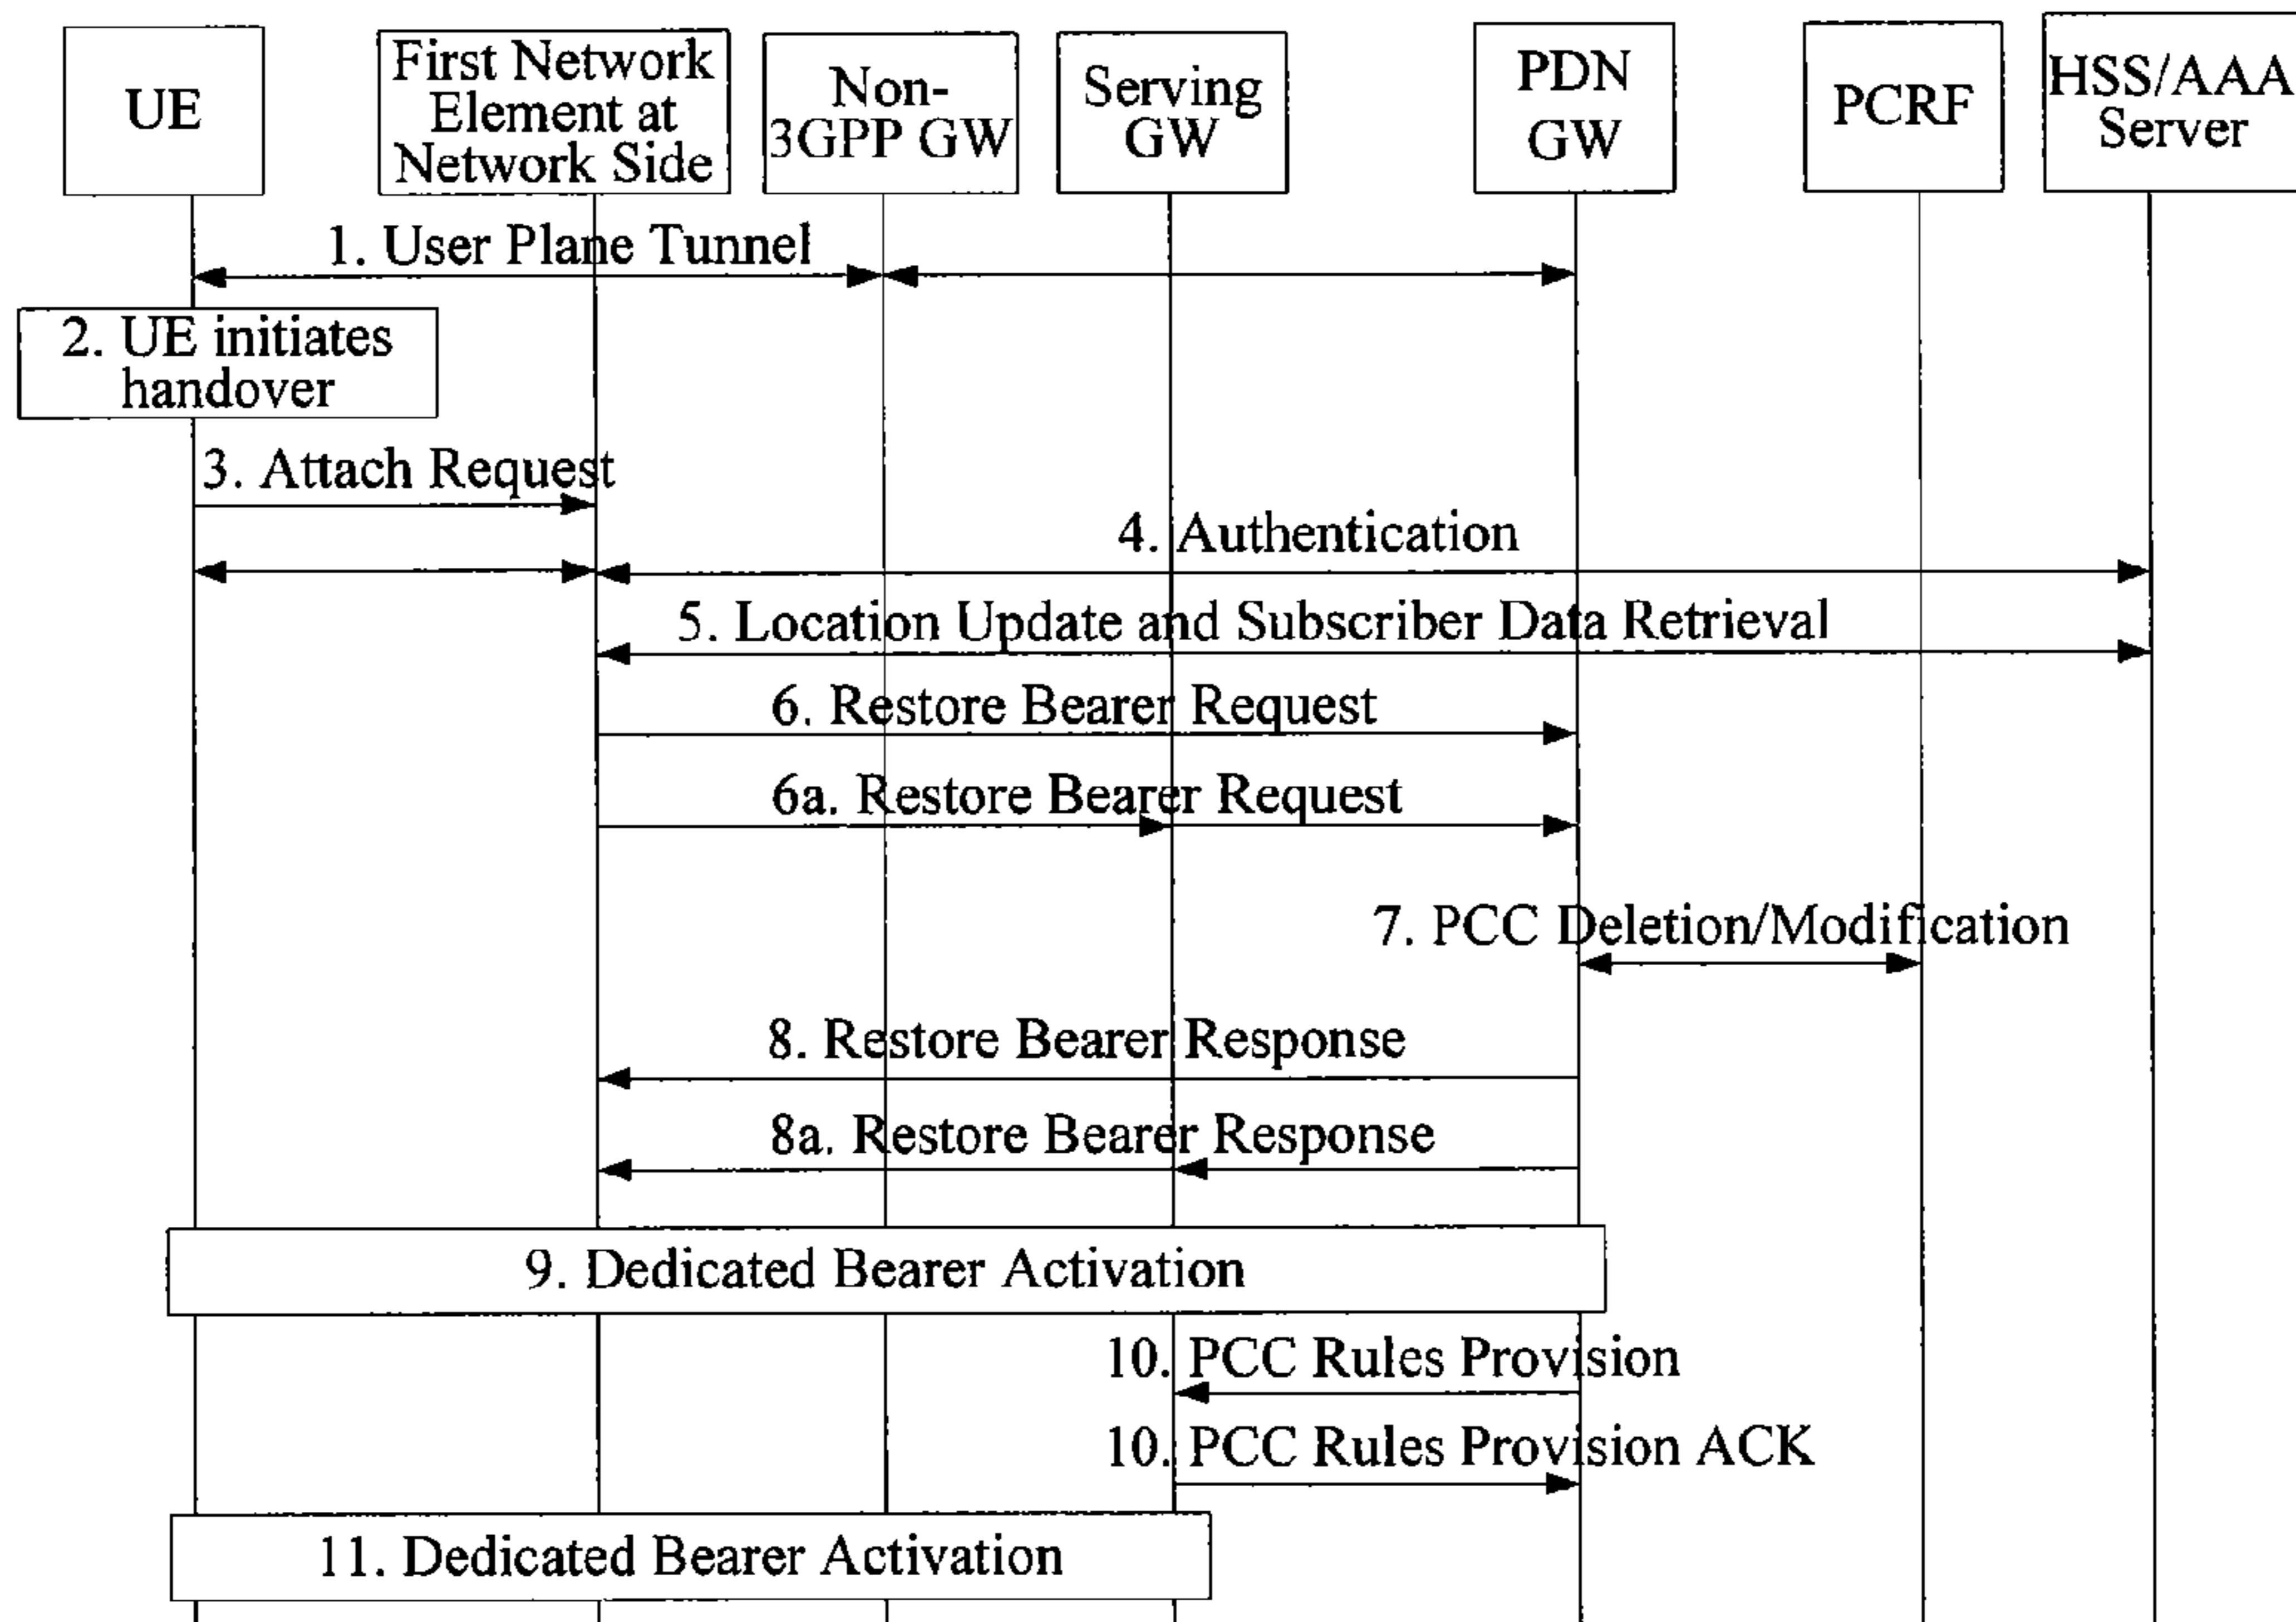 UE
First Network
Element at
Network Side
Non-
3GPP GW
Serving
GW
PDN
GW
PCRF
HSS/AAA
Server
1. User Plane Tunnel
2. UE initiates
handover
3. Attach Request
4. Authentication
5. Location Update and Subscriber Data Retrieval
6. Restore Bearer Request
6a. Restore Bearer Request
7. PCC Deletion/Modification
8. Restore Bearer Response
8a. Restore Bearer Response
9. Dedicated Bearer Activation
10. PCC Rules Provision
10. PCC Rules Provision ACK
11. Dedicated Bearer Activation